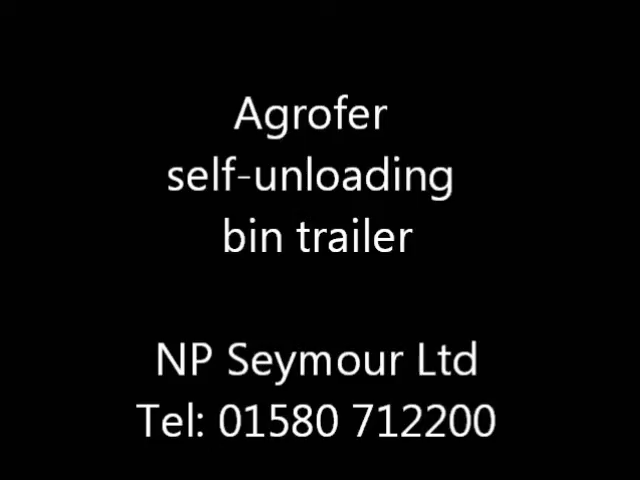 Agrofer
self-unloading
bin trailer
NP Seymour Ltd
Tel: 01580 712200